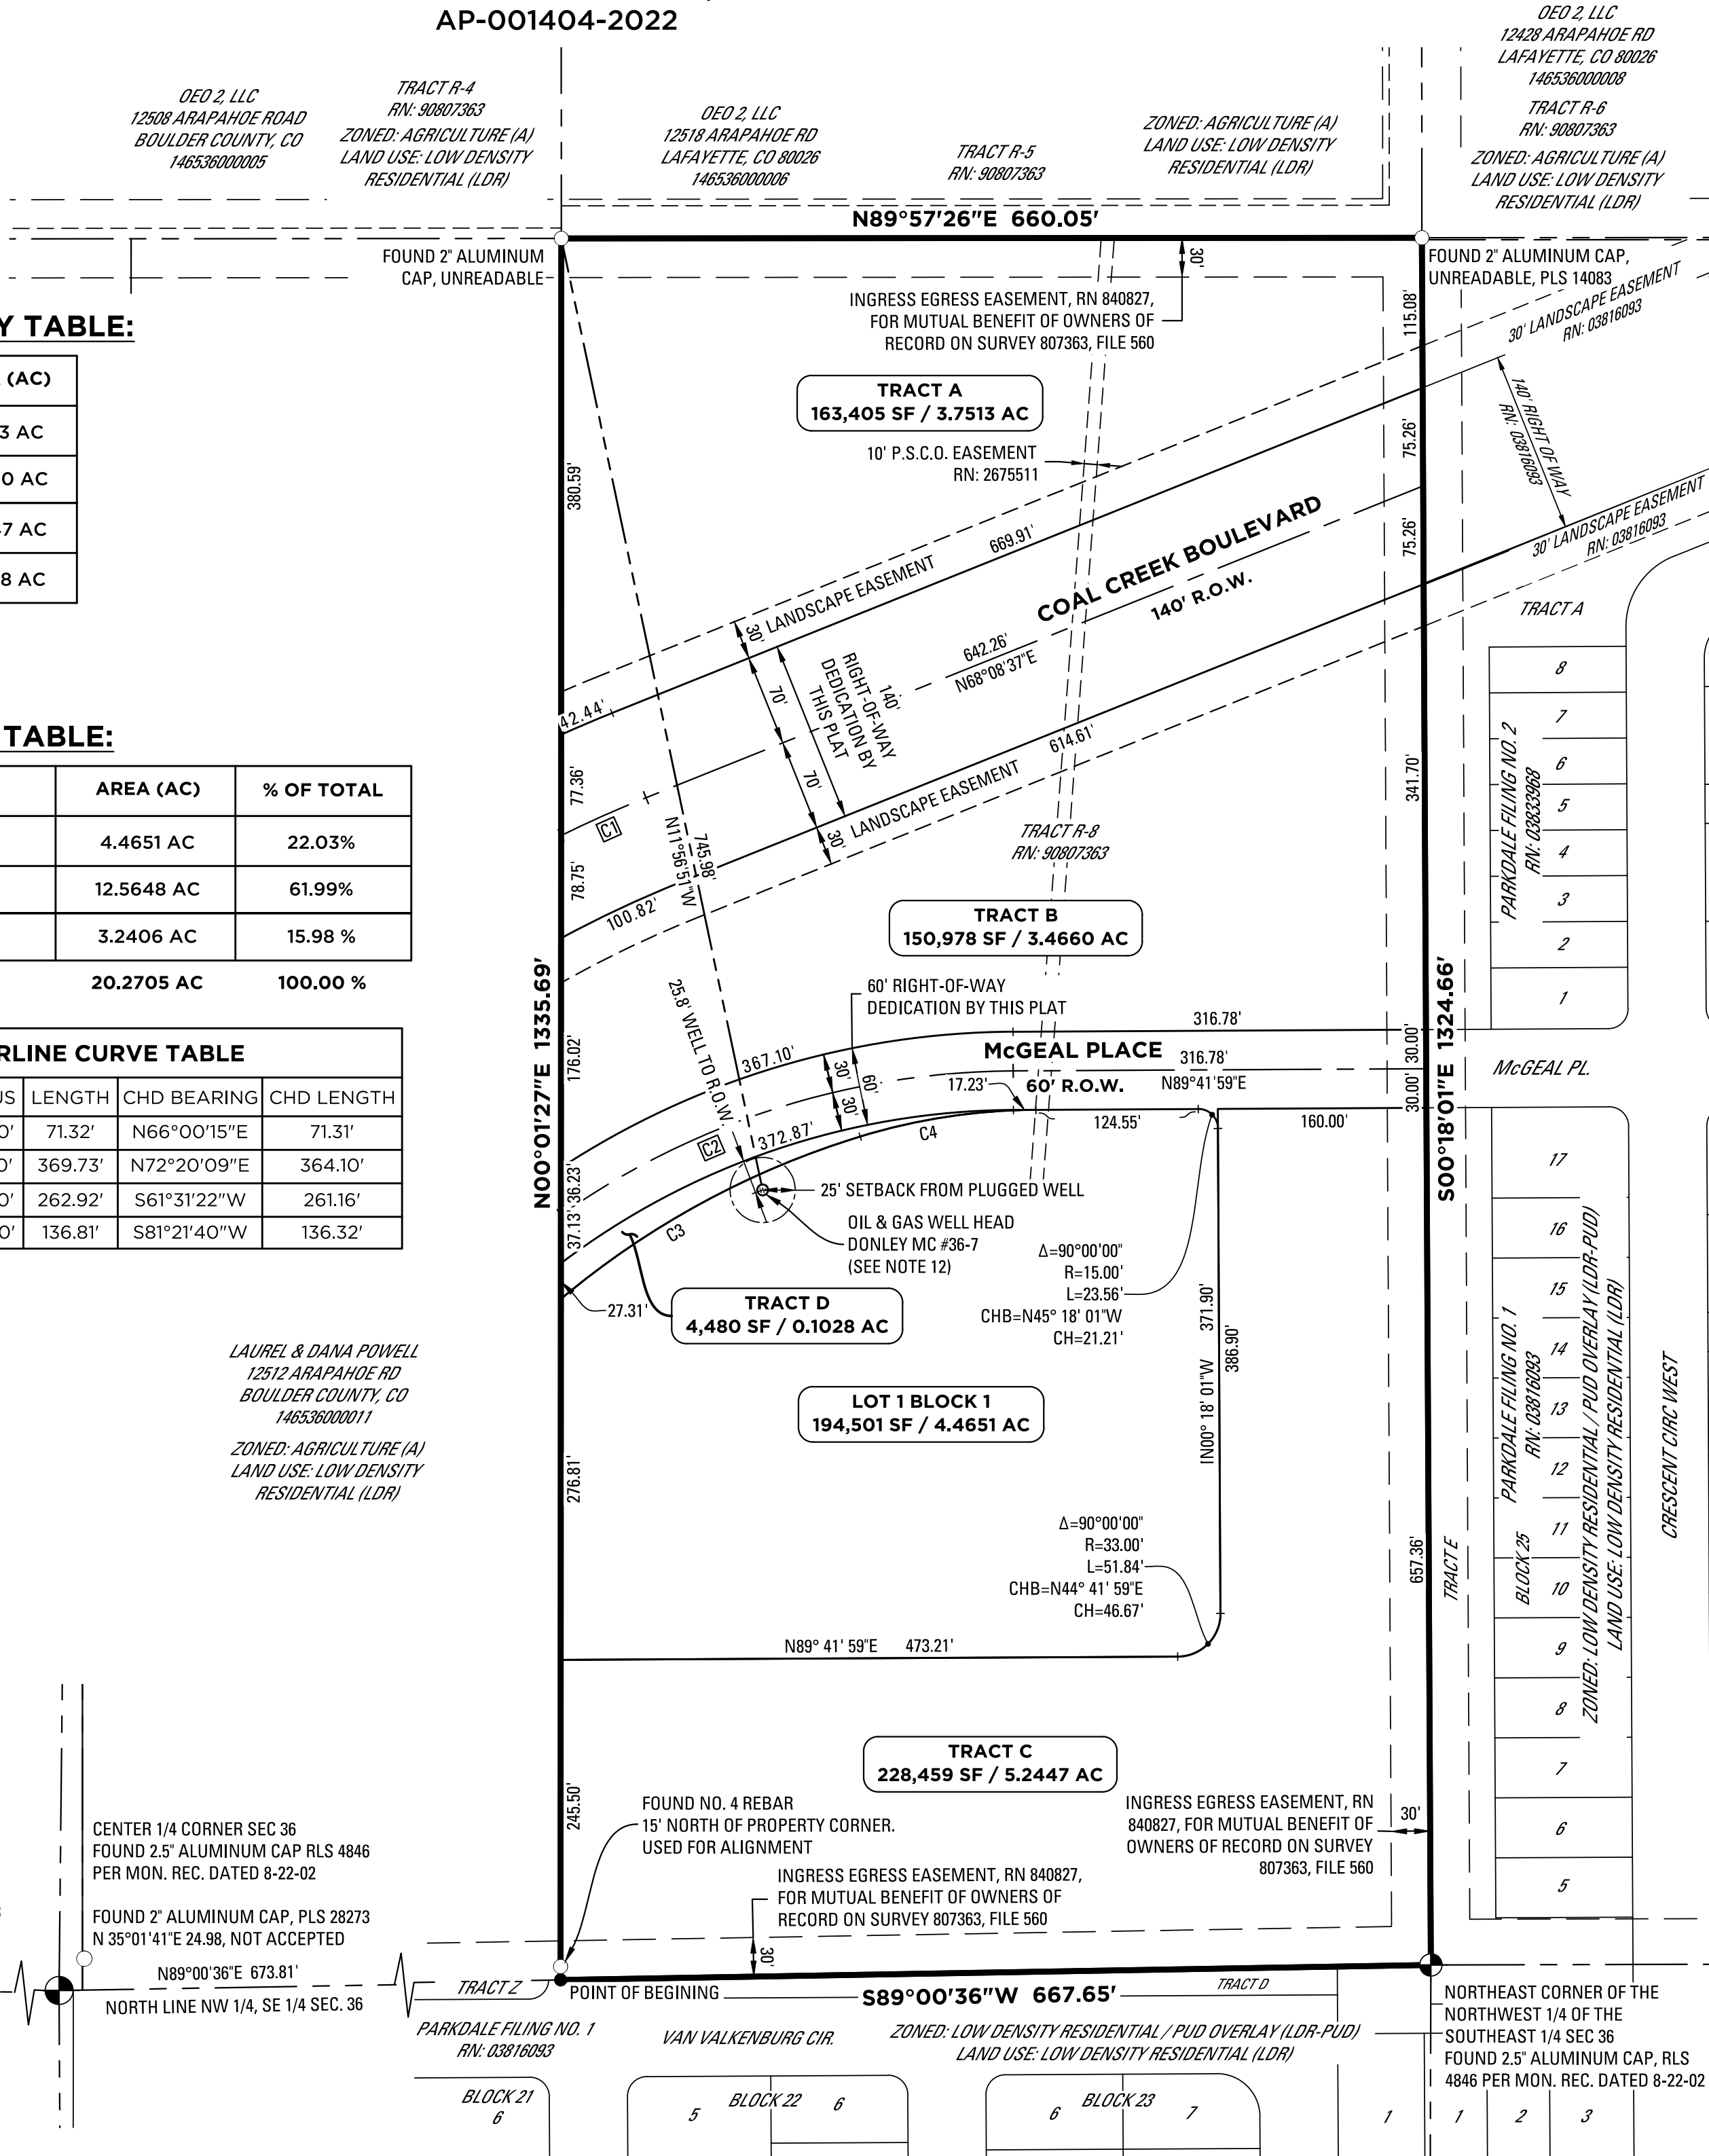 AP-001404-2022
OEO 2, LLC
12508 ARAPAHOE ROAD
BOULDER COUNTY, CO
146536000005
TRACT R-4
RN: 90807363
ZONED: AGRICULTURE (A)
LAND USE: LOW DENSITY
RESIDENTIAL (LDR)
OEO 2, LLC
12518 ARAPAHOE RD
LAFAYETTE, CO 80026
146536000006
TRACT R-5
RN: 90807363
ZONED: AGRICULTURE (A)
LAND USE: LOW DENSITY
RESIDENTIAL (LDR)
OEO 2, LLC
12428 ARAPAHOE RD
LAFAYETTE, CO 80026
146536000008
TRACT R-6
RN: 90807363
ZONED: AGRICULTURE (A)
LAND USE: LOW DENSITY
RESIDENTIAL (LDR)
N89°57'26"E 660.05'
FOUND 2" ALUMINUM
CAP, UNREADABLE
FOUND 2" ALUMINUM CAP,
UNREADABLE, PLS 14083
30'
INGRESS EGRESS EASEMENT, RN 840827,
FOR MUTUAL BENEFIT OF OWNERS OF
RECORD ON SURVEY 807363, FILE 560
115.08'
30' LANDSCAPE EASEMENT
RN: 03816093
Y TABLE:
(AC)
3 AC
0 AC
7 AC
8 AC
TRACT A
163,405 SF / 3.7513 AC
10' P.S.C.O. EASEMENT
RN: 2675511
380.59'
75.26'
75.26'
140' RIGHT OF WAY
RN: 03816093
30' LANDSCAPE EASEMENT
RN: 03816093
669.91'
LANDSCAPE EASEMENT
30'
COAL CREEK BOULEVARD
140' R.O.W.
642.26'
N68°08'37"E
140'
RIGHT-OF-WAY
DEDICATION BY
THIS PLAT
70'
70'
30'
42.44'
77.36'
C1
78.75'
100.82'
745.98'
N11°56'51"W
614.61'
LANDSCAPE EASEMENT
TRACT R-8
RN: 90807363
341.70'
TRACT A
8
7
6
5
4
3
2
1
PARKDALE FILING NO. 2
RN: 03833968
TABLE:
AREA (AC) % OF TOTAL
4.4651 AC 22.03%
12.5648 AC 61.99%
3.2406 AC 15.98 %
20.2705 AC 100.00 %
TRACT B
150,978 SF / 3.4660 AC
N00°01'27"E 1335.69'
S00°18'01"E 1324.66'
60' RIGHT-OF-WAY
DEDICATION BY THIS PLAT
25.8' WELL TO R.O.W.
176.02'
367.10'
316.78'
McGEAL PLACE
316.78'
60' R.O.W.
N89°41'59"E
17.23'
30'
60'
30'
30.00'
30.00'
McGEAL PL.
RLINE CURVE TABLE
US LENGTH CHD BEARING CHD LENGTH
0' 71.32' N66°00'15"E 71.31'
0' 369.73' N72°20'09"E 364.10'
0' 262.92' S61°31'22"W 261.16'
0' 136.81' S81°21'40"W 136.32'
C2
372.87'
C4
124.55'
160.00'
36.23'
37.13'
C3
25' SETBACK FROM PLUGGED WELL
OIL & GAS WELL HEAD
DONLEY MC #36-7
(SEE NOTE 12)
Δ=90°00'00"
R=15.00'
L=23.56'
CHB=N45° 18' 01"W
CH=21.21'
27.31'
TRACT D
4,480 SF / 0.1028 AC
N00° 18' 01"W 371.90'
386.90'
LAUREL & DANA POWELL
12512 ARAPAHOE RD
BOULDER COUNTY, CO
146536000011
ZONED: AGRICULTURE (A)
LAND USE: LOW DENSITY
RESIDENTIAL (LDR)
LOT 1 BLOCK 1
194,501 SF / 4.4651 AC
276.81'
Δ=90°00'00"
R=33.00'
L=51.84'
CHB=N44° 41' 59"E
CH=46.67'
N89° 41' 59"E 473.21'
657.36'
TRACT E
17
16
15
14
13
12
11
10
9
8
7
6
5
PARKDALE FILING NO. 1
RN: 03816093
BLOCK 25
ZONED: LOW DENSITY RESIDENTIAL / PUD OVERLAY (LDR-PUD)
LAND USE: LOW DENSITY RESIDENTIAL (LDR)
CRESCENT CIRC WEST
TRACT C
228,459 SF / 5.2447 AC
245.50'
FOUND NO. 4 REBAR
15' NORTH OF PROPERTY CORNER.
USED FOR ALIGNMENT
INGRESS EGRESS EASEMENT, RN
840827, FOR MUTUAL BENEFIT OF
OWNERS OF RECORD ON SURVEY
807363, FILE 560
30'
INGRESS EGRESS EASEMENT, RN 840827,
FOR MUTUAL BENEFIT OF OWNERS OF
RECORD ON SURVEY 807363, FILE 560
30'
CENTER 1/4 CORNER SEC 36
FOUND 2.5" ALUMINUM CAP RLS 4846
PER MON. REC. DATED 8-22-02
FOUND 2" ALUMINUM CAP, PLS 28273
N 35°01'41"E 24.98, NOT ACCEPTED
N89°00'36"E 673.81'
NORTH LINE NW 1/4, SE 1/4 SEC. 36
TRACT Z
POINT OF BEGINING
S89°00'36"W 667.65'
TRACT D
NORTHEAST CORNER OF THE
NORTHWEST 1/4 OF THE
SOUTHEAST 1/4 SEC 36
FOUND 2.5" ALUMINUM CAP, RLS
4846 PER MON. REC. DATED 8-22-02
PARKDALE FILING NO. 1
RN: 03816093
VAN VALKENBURG CIR.
ZONED: LOW DENSITY RESIDENTIAL / PUD OVERLAY (LDR-PUD)
LAND USE: LOW DENSITY RESIDENTIAL (LDR)
BLOCK 21
6
5
BLOCK 22
6
6
BLOCK 23
7
1
1
2
3